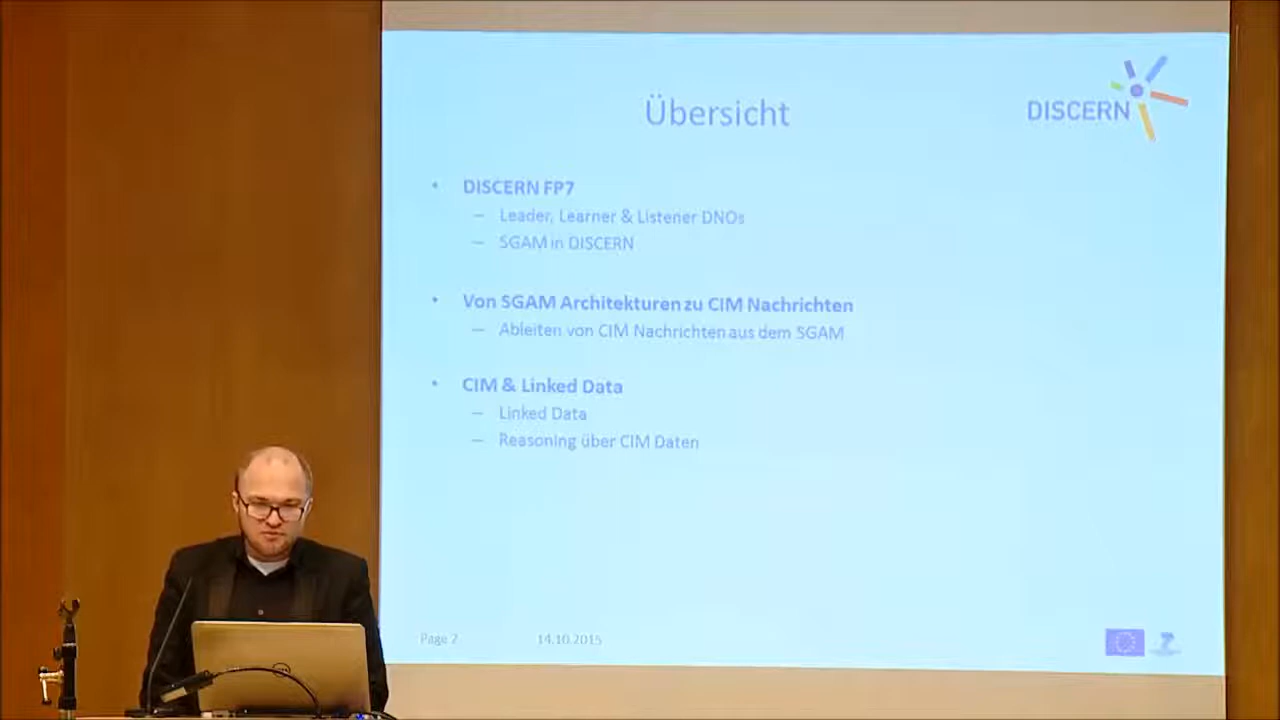 Übersicht
DISCERN
• DISCERN FP7
– Leader, Learner & Listener DNOs
– SGAM in DISCERN
• Von SGAM Architekturen zu CIM Nachrichten
– Ableiten von CIM Nachrichten aus dem SGAM
• CIM & Linked Data
– Linked Data
– Reasoning über CIM Daten
Page 2
14.10.2015